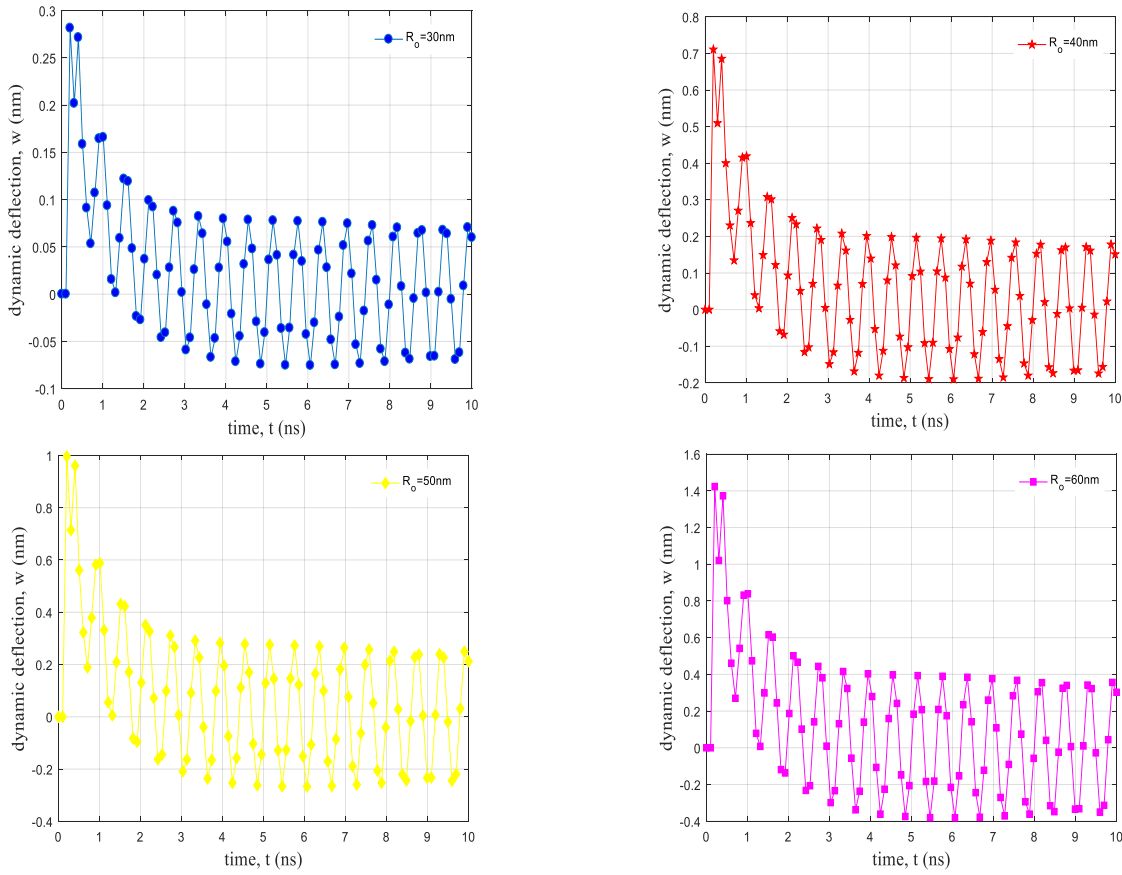 0.3
0.25
0.2
0.15
0.1
0.05
0
-0.05
-0.1
dynamic deflection, w (nm)
R_o=30nm
0 1 2 3 4 5 6 7 8 9 10
time, t (ns)
0.8
0.7
0.6
0.5
0.4
0.3
0.2
0.1
0
-0.1
-0.2
dynamic deflection, w (nm)
R_o=40nm
0 1 2 3 4 5 6 7 8 9 10
time, t (ns)
1
0.8
0.6
0.4
0.2
0
-0.2
-0.4
dynamic deflection, w (nm)
R_o=50nm
0 1 2 3 4 5 6 7 8 9 10
time, t (ns)
1.6
1.4
1.2
1
0.8
0.6
0.4
0.2
0
-0.2
-0.4
dynamic deflection, w (nm)
R_o=60nm
0 1 2 3 4 5 6 7 8 9 10
time, t (ns)